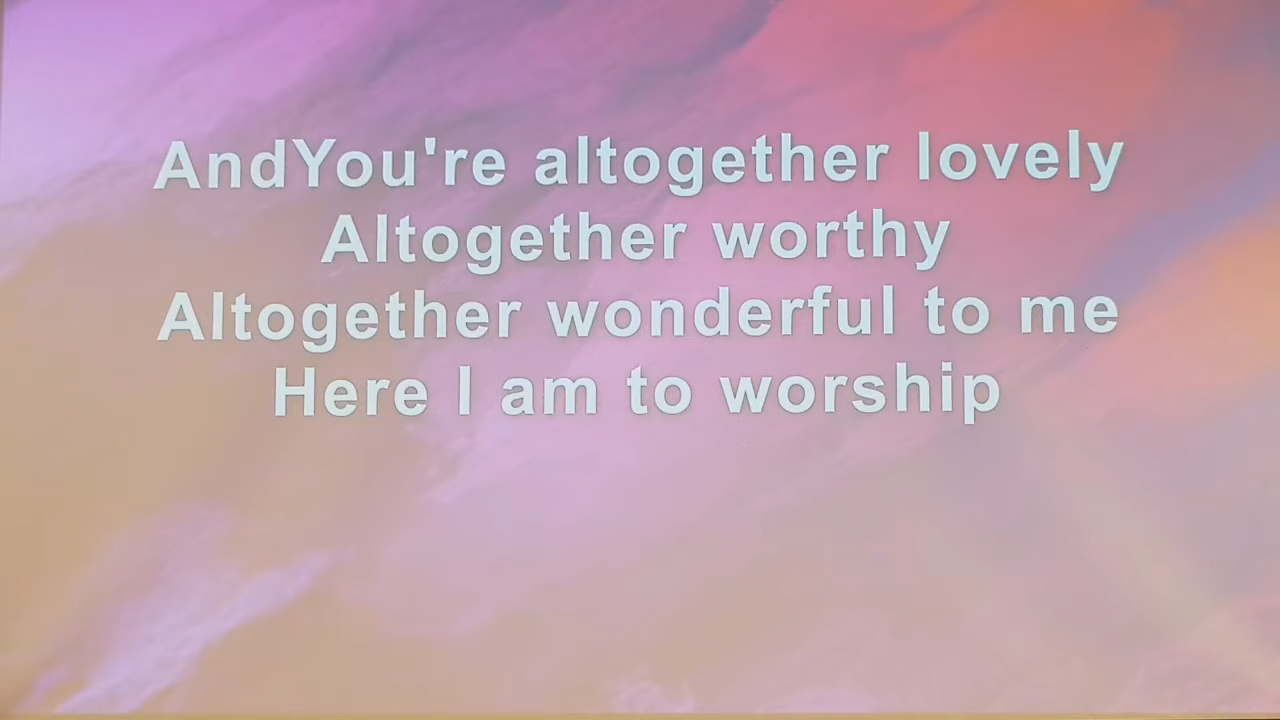 AndYou're altogether lovely
Altogether worthy
Altogether wonderful to me
Here I am to worship